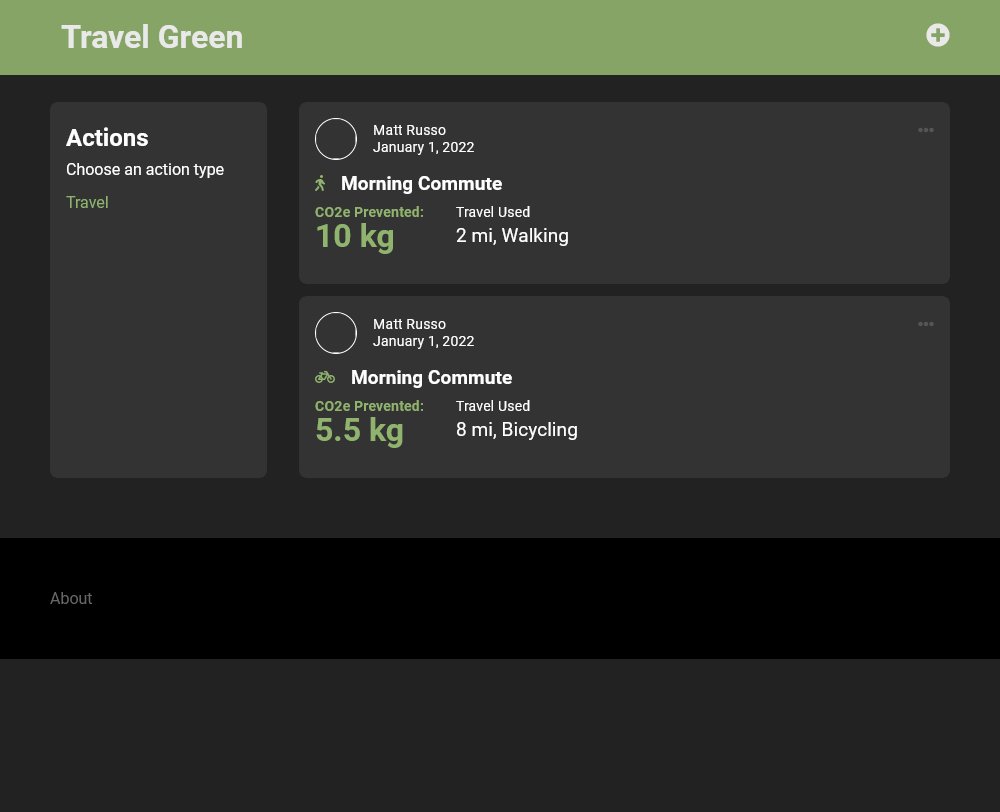 Travel Green
Actions
Choose an action type
Travel
Matt Russo
January 1, 2022
Morning Commute
CO2e Prevented:
10 kg
Travel Used
2 mi, Walking
Matt Russo
January 1, 2022
Morning Commute
CO2e Prevented:
5.5 kg
Travel Used
8 mi, Bicycling
About